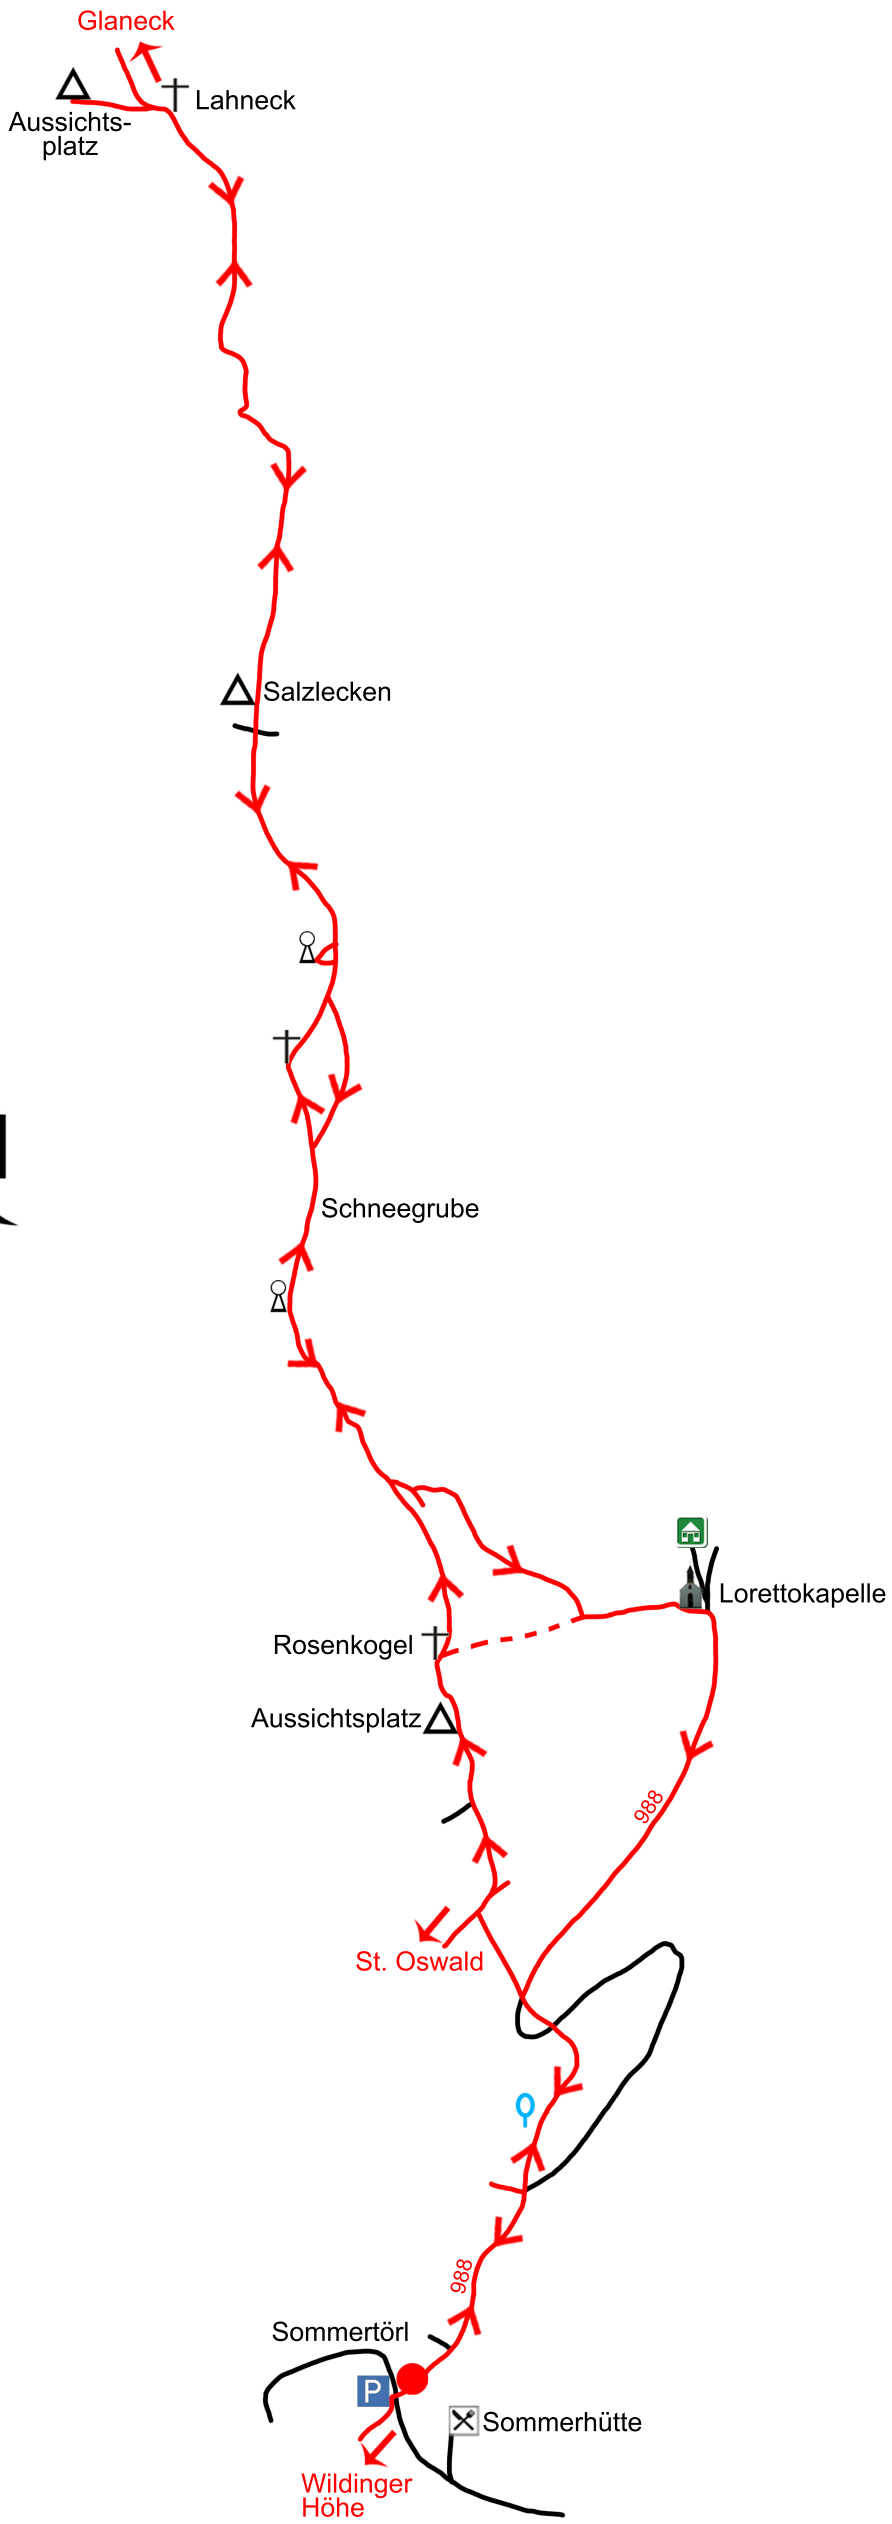 Glaneck
Lahneck
Aussichts-
platz
Salzlecken
Schneegrube
Lorettokapelle
Rosenkogel
Aussichtsplatz
988
St. Oswald
988
Sommertörl
P
Sommerhütte
Wildinger
Höhe